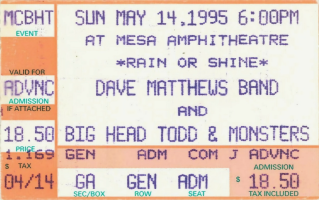 MCBHT SUN MAY 14,1995 6:00PM
EVENT
AT MESA AMPHITHEATRE
*RAIN OR SHINE*
VALID FOR
ADVNC DAVE MATTHEWS BAND
ADMISSION
IF ATTACHED
AND
18.50 BIG HEAD TODD & MONSTERS
PRICE
1.169 GEN ADM COM J ADVNC
$ TAX ADMISSION
04/14 GA GEN ADM $ 18.50
SEC/BOX ROW SEAT TAX INCLUDED